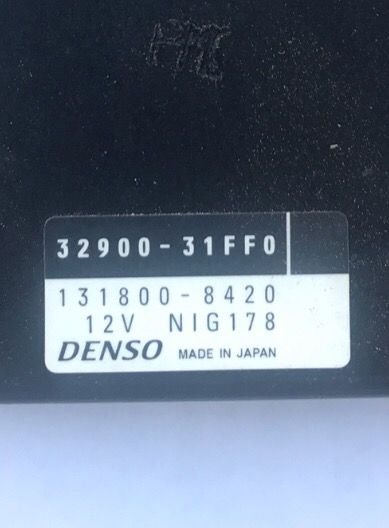 32900-31FF0
131800-8420
12V NIG178
DENSO MADE IN JAPAN